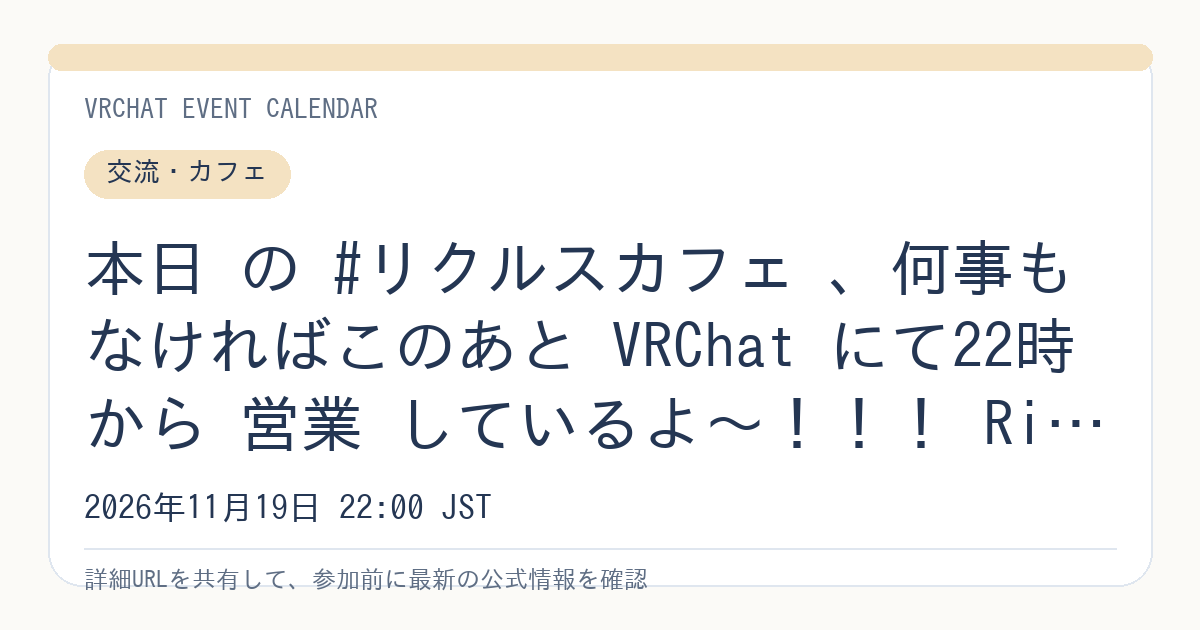 VRCHAT EVENT CALENDAR
交流・カフェ
本日 の #リクルスカフェ 、何事も
なければこのあと VRChat にて22時
から 営業 しているよ〜！！！ Ri…
2026年11月19日 22:00 JST
詳細URLを共有して、参加前に最新の公式情報を確認